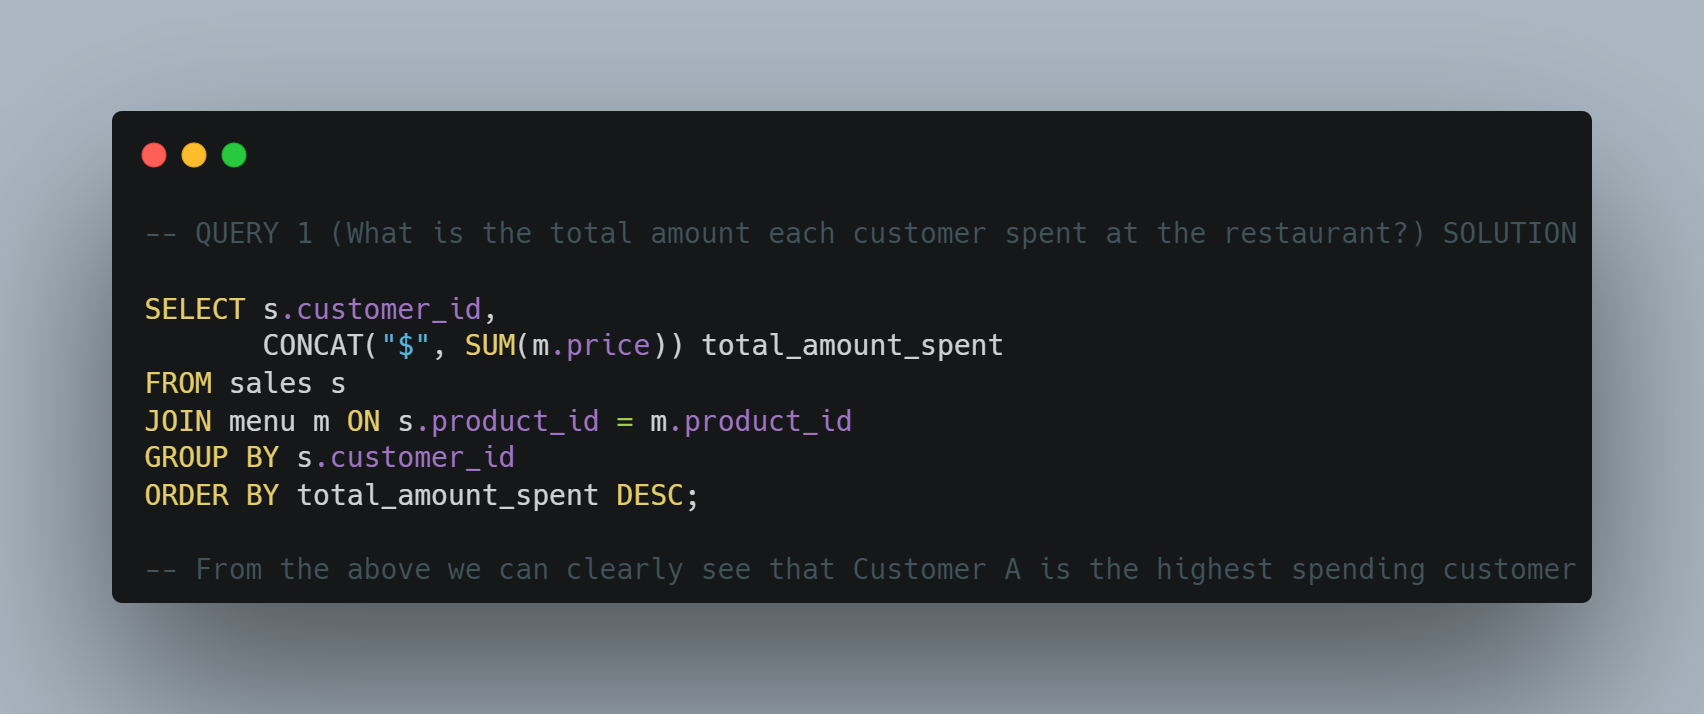 -- QUERY 1 (What is the total amount each customer spent at the restaurant?) SOLUTION
SELECT s.customer_id,
       CONCAT("$", SUM(m.price)) total_amount_spent
FROM sales s
JOIN menu m ON s.product_id = m.product_id
GROUP BY s.customer_id
ORDER BY total_amount_spent DESC;
-- From the above we can clearly see that Customer A is the highest spending customer